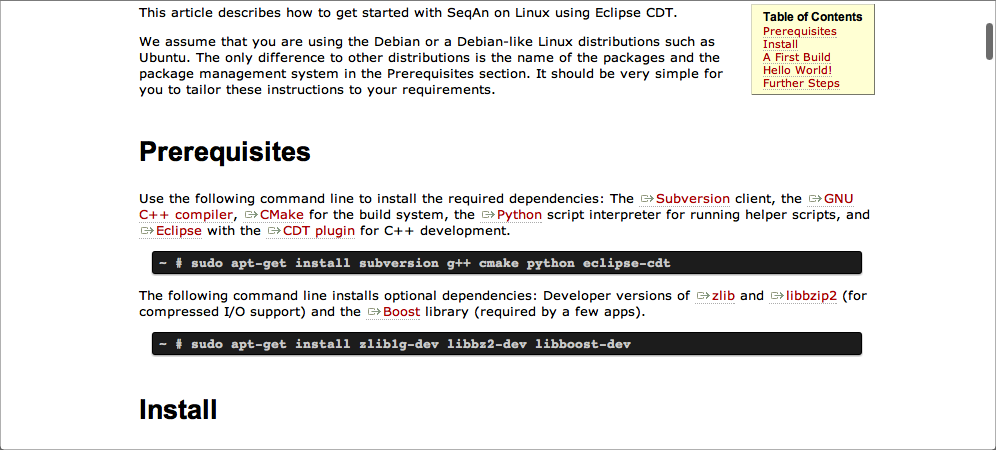 This article describes how to get started with SeqAn on Linux using Eclipse CDT.
We assume that you are using the Debian or a Debian-like Linux distributions such as
Ubuntu. The only difference to other distributions is the name of the packages and the
package management system in the Prerequisites section. It should be very simple for
you to tailor these instructions to your requirements.
Table of Contents
Prerequisites
Install
A First Build
Hello World!
Further Steps
Prerequisites
Use the following command line to install the required dependencies: The Subversion client, the GNU
C++ compiler, CMake for the build system, the Python script interpreter for running helper scripts, and
Eclipse with the CDT plugin for C++ development.
~ # sudo apt-get install subversion g++ cmake python eclipse-cdt
The following command line installs optional dependencies: Developer versions of zlib and libbzip2 (for
compressed I/O support) and the Boost library (required by a few apps).
~ # sudo apt-get install zlib1g-dev libbz2-dev libboost-dev
Install